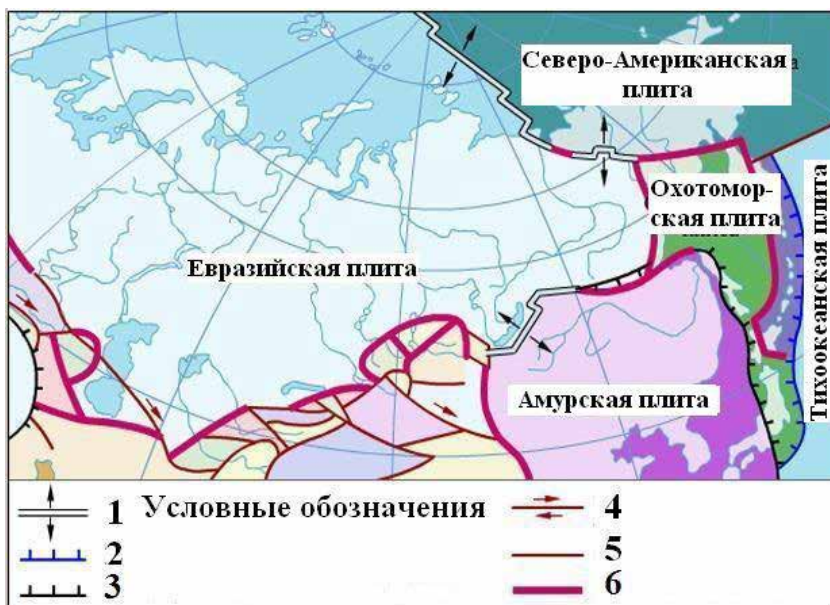 Северо-Американская
плита
Охотомор-
ская плита
Тихоокеанская плита
Евразийская плита
Амурская плита
Условные обозначения
1
2
3
4
5
6